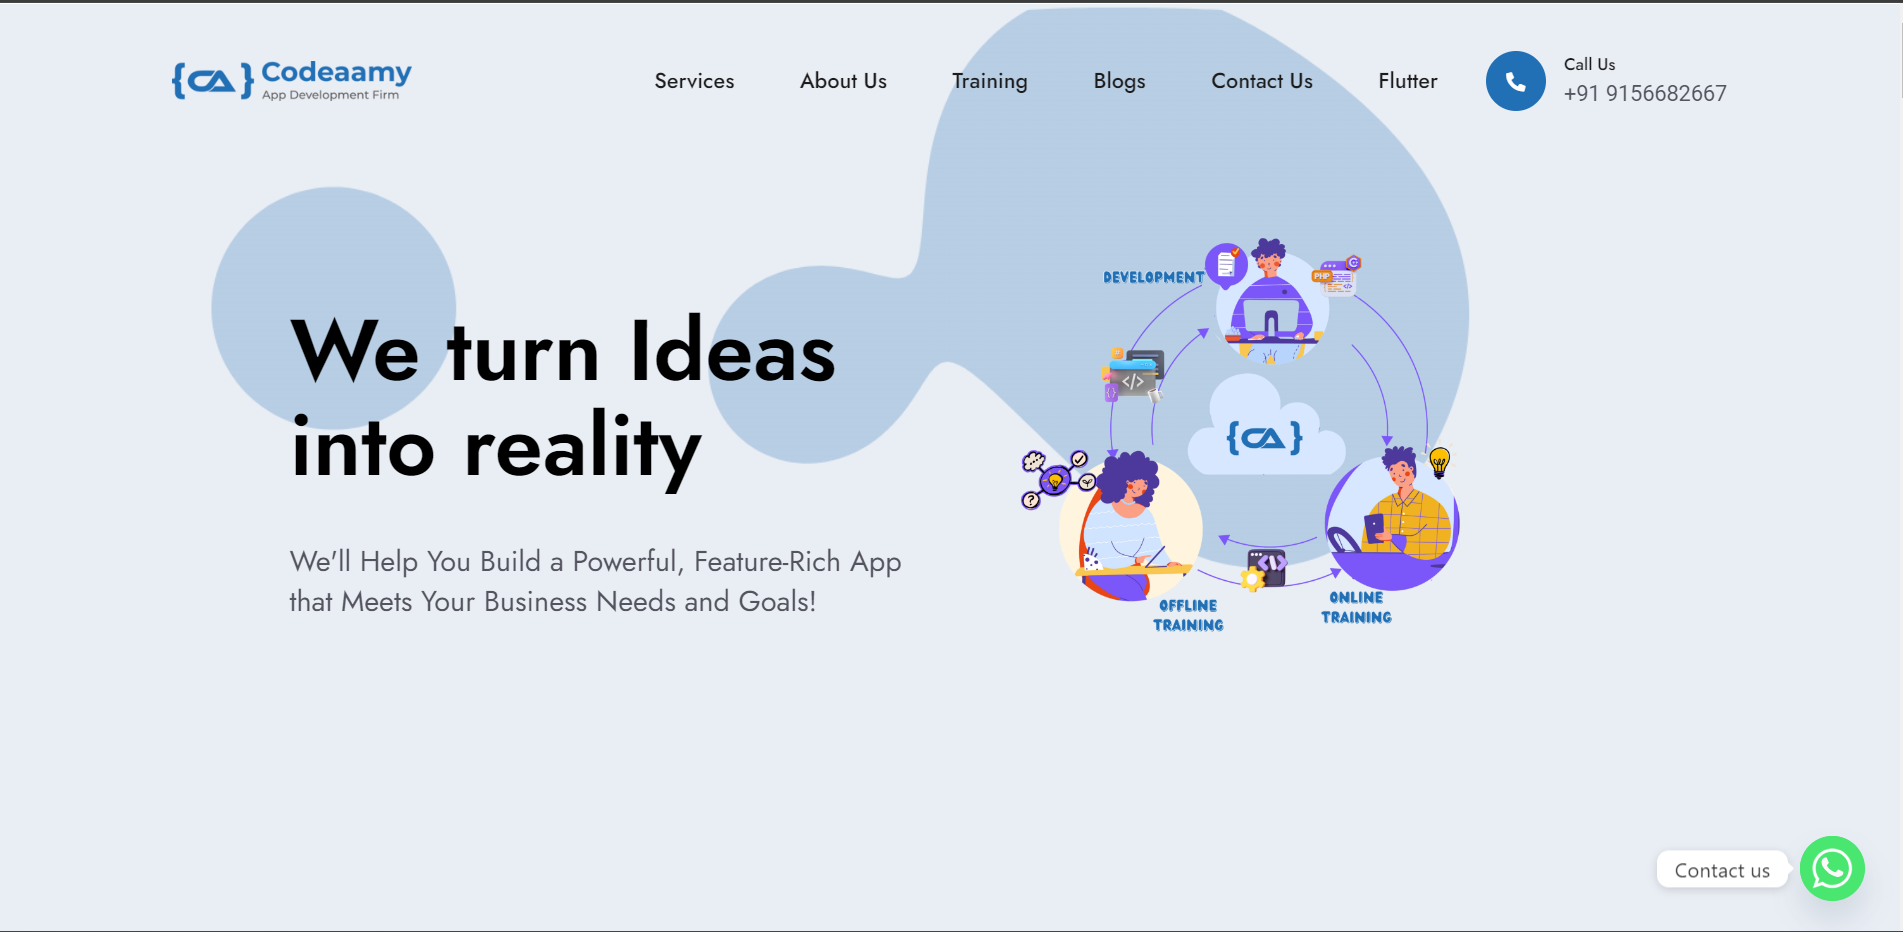 {CA} Codeaamy
App Development Firm
Services
About Us
Training
Blogs
Contact Us
Flutter
Call Us
+91 9156682667
We turn Ideas
into reality
We'll Help You Build a Powerful, Feature-Rich App
that Meets Your Business Needs and Goals!
DEVELOPMENT
PHP
</>
{CA}
</>
OFFLINE
TRAINING
ONLINE
TRAINING
Contact us